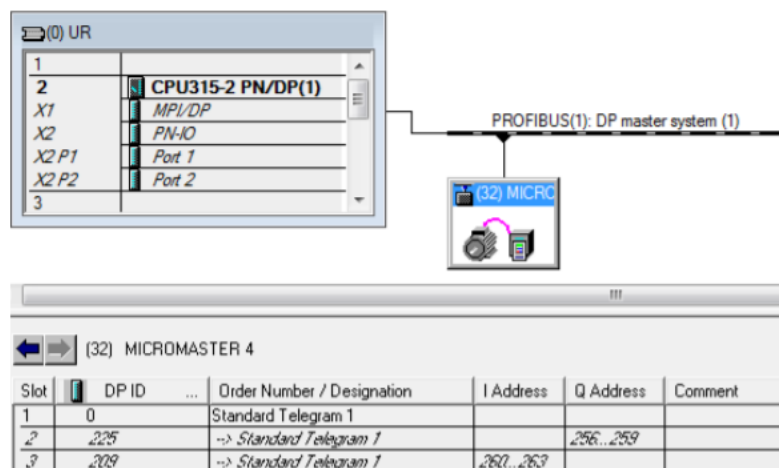 (0) UR
1
2 CPU315-2 PN/DP(1)
X1 MPI/DP
X2 PN-IO
X2 P1 Port 1
X2 P2 Port 2
3
PROFIBUS(1): DP master system (1)
(32) MICRO
(32) MICROMASTER 4
Slot DP ID ... Order Number / Designation I Address Q Address Comment
1 0 Standard Telegram 1
2 225 --> Standard Telegram 1 256...259
3 209 --> Standard Telegram 1 260...263